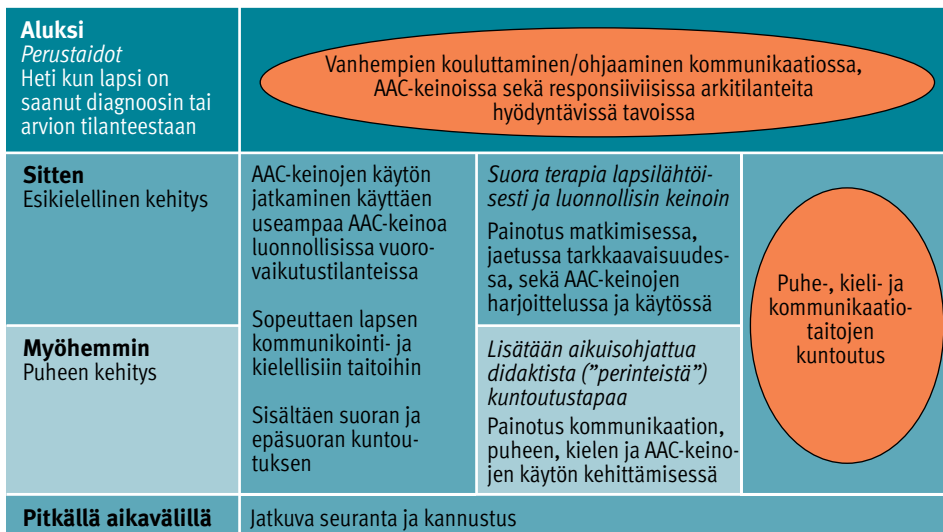 Aluksi
Perustaidot
Heti kun lapsi on
saanut diagnoosin tai
arvion tilanteestaan
Vanhempien kouluttaminen/ohjaaminen kommunikaatiossa,
AAC-keinoissa sekä responsiiviisissa arkitilanteita
hyödyntävissä tavoissa
Sitten
Esikielellinen kehitys
AAC-keinojen käytön
jatkaminen käyttäen
useampaa AAC-keinoa
luonnollisissa vuoro-
vaikutustilanteissa
Sopeuttaen lapsen
kommunikointi- ja
kielellisiin taitoihin
Sisältäen suoran ja
epäsuoran kuntou-
tuksen
Suora terapia lapsilähtöi-
sesti ja luonnollisin keinoin
Painotus matkimisessa,
jaetussa tarkkaavaisuudes-
sa, sekä AAC-keinojen
harjoittelussa ja käytössä
Puhe-, kieli- ja
kommunikaatio-
taitojen
kuntoutus
Myöhemmin
Puheen kehitys
Lisätään aikuisohjattua
didaktista (”perinteistä”)
kuntoutustapaa
Painotus kommunikaation,
puheen, kielen ja AAC-keino-
jen käytön kehittämisessä
Pitkällä aikavälillä
Jatkuva seuranta ja kannustus